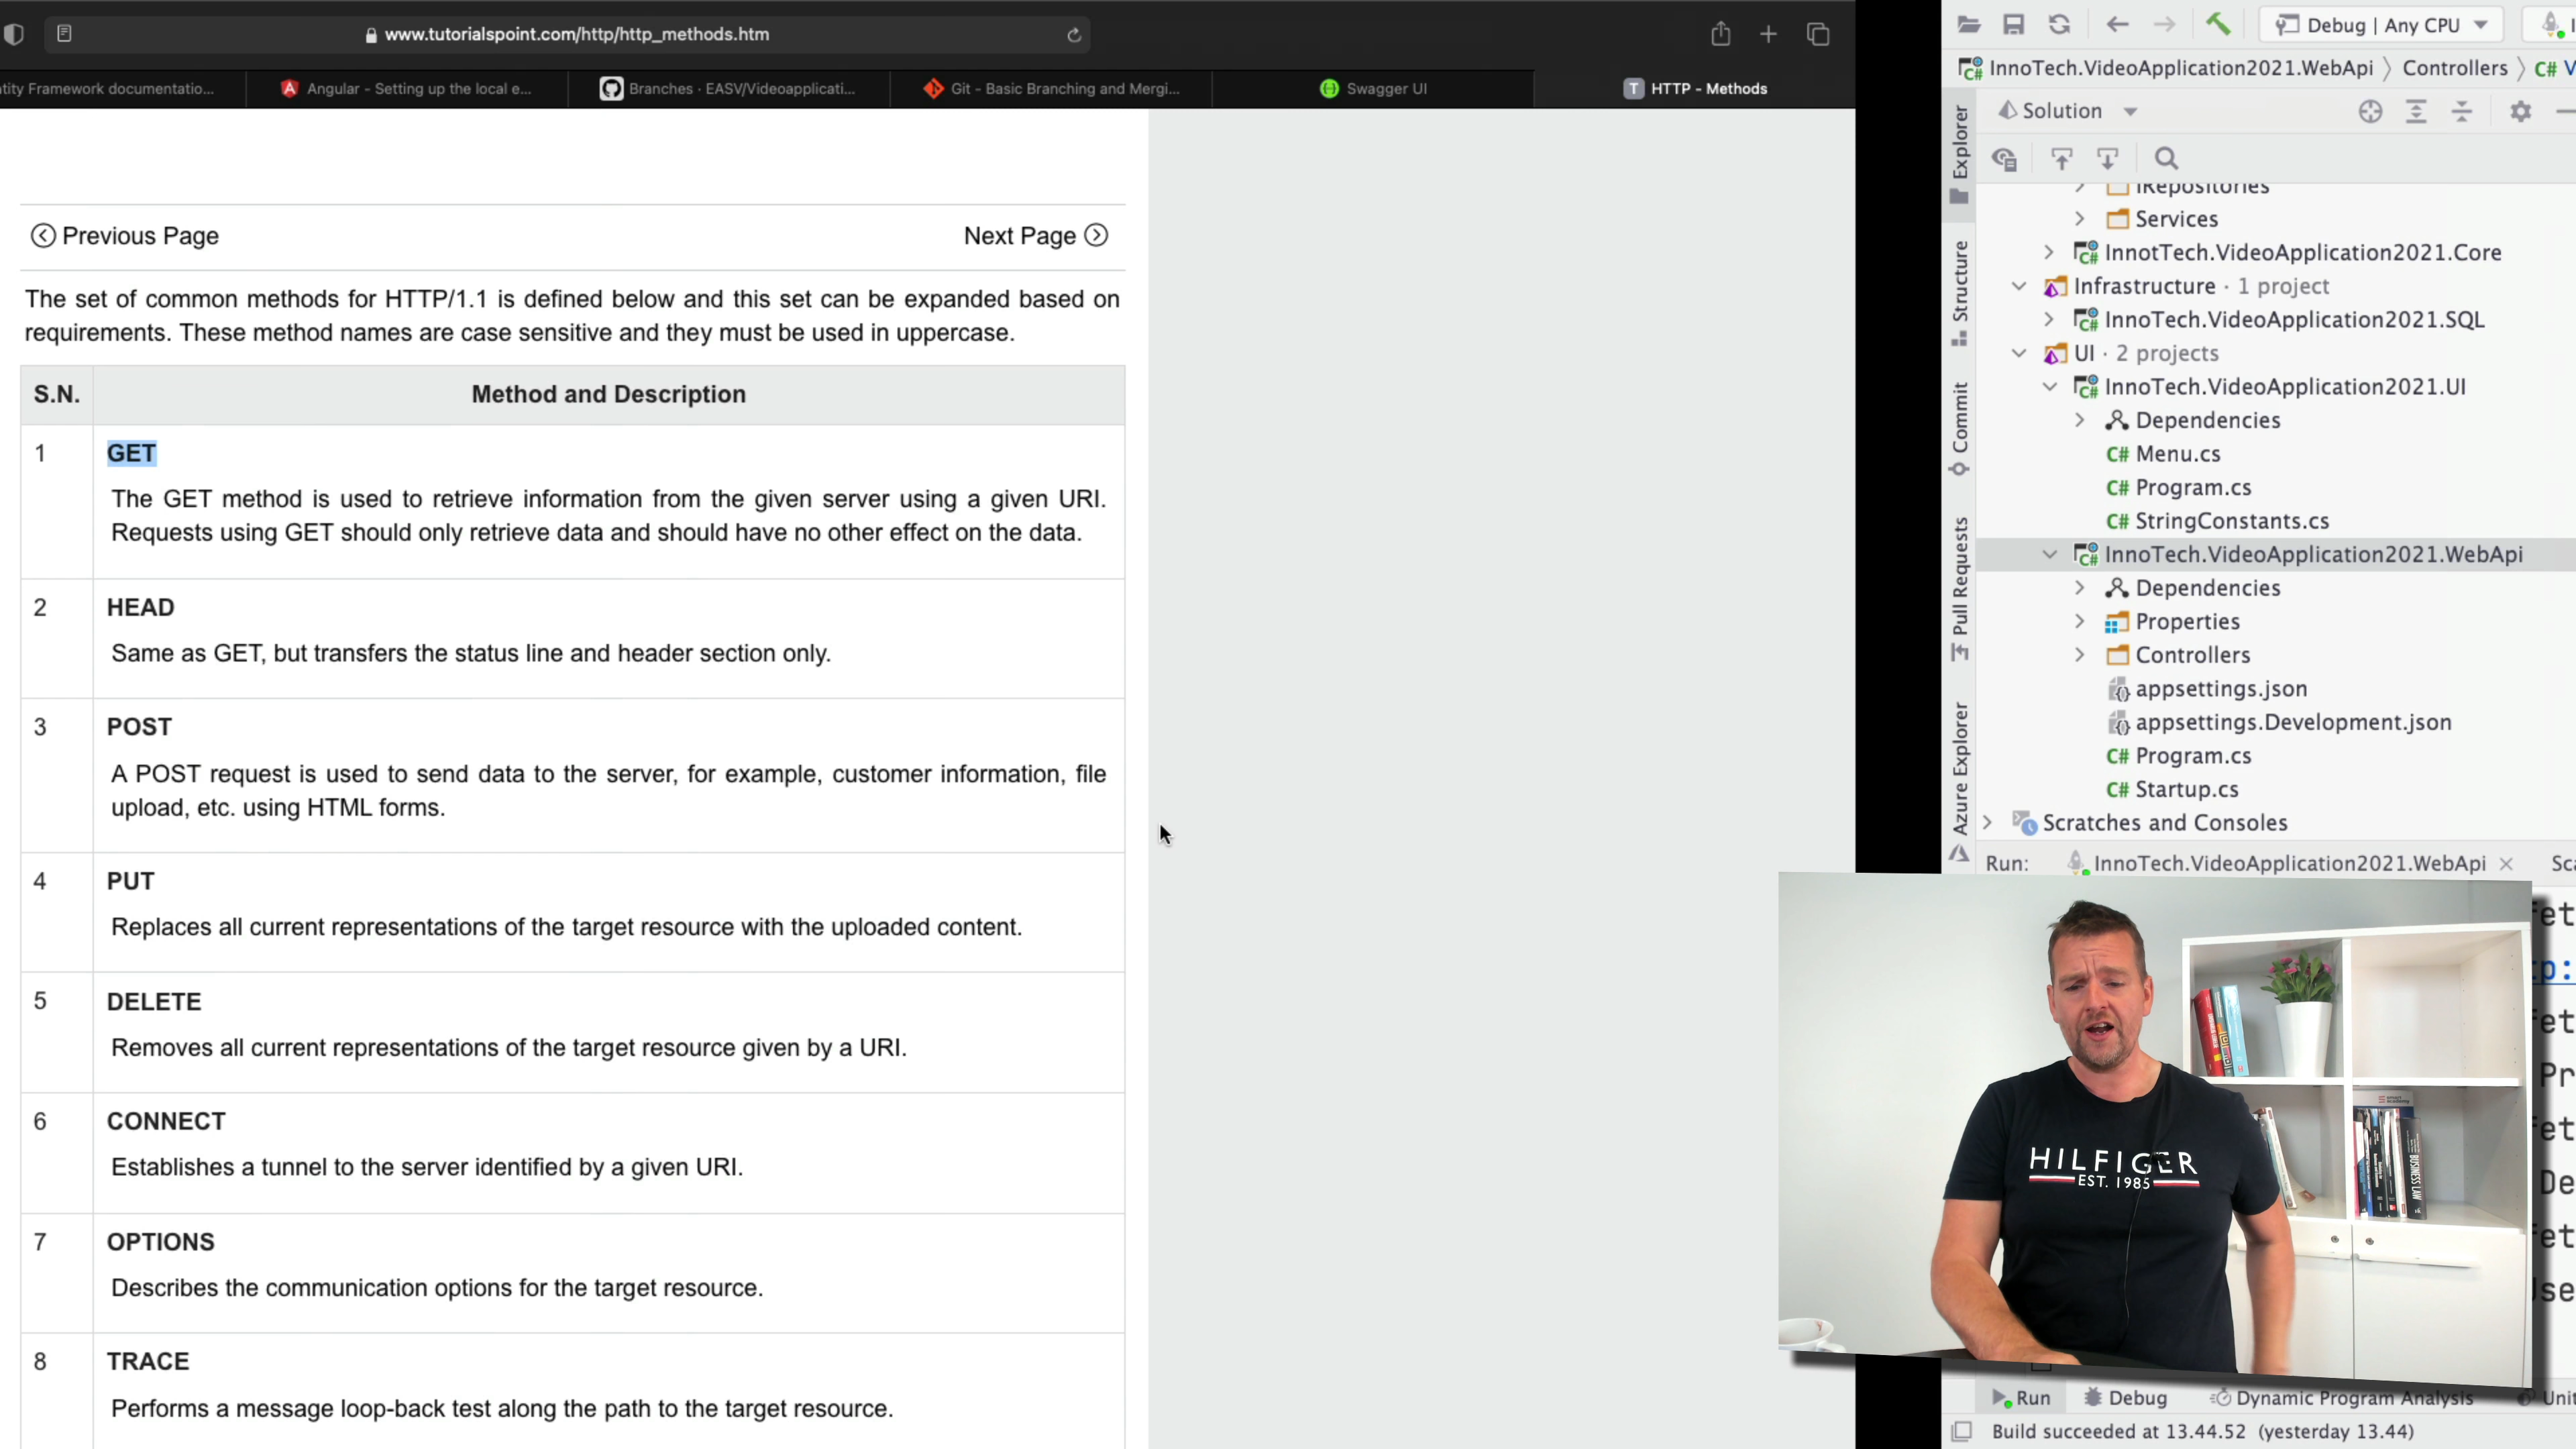 www.tutorialspoint.com/http/http_methods.htm
tity Framework documentatio...
Angular - Setting up the local e...
Branches · EASV/Videoapplicati...
Git - Basic Branching and Mergi...
Swagger UI
HTTP - Methods
Previous Page
Next Page
The set of common methods for HTTP/1.1 is defined below and this set can be expanded based on
requirements. These method names are case sensitive and they must be used in uppercase.
S.N. Method and Description
1 GET
The GET method is used to retrieve information from the given server using a given URI.
Requests using GET should only retrieve data and should have no other effect on the data.
2 HEAD
Same as GET, but transfers the status line and header section only.
3 POST
A POST request is used to send data to the server, for example, customer information, file
upload, etc. using HTML forms.
4 PUT
Replaces all current representations of the target resource with the uploaded content.
5 DELETE
Removes all current representations of the target resource given by a URI.
6 CONNECT
Establishes a tunnel to the server identified by a given URI.
7 OPTIONS
Describes the communication options for the target resource.
8 TRACE
Performs a message loop-back test along the path to the target resource.
Debug | Any CPU
InnoTech.VideoApplication2021.WebApi
Controllers
C# V
Solution
Explorer
Structure
Commit
Pull Requests
Azure Explorer
IRepositories
Services
InnotTech.VideoApplication2021.Core
Infrastructure · 1 project
InnoTech.VideoApplication2021.SQL
UI · 2 projects
InnoTech.VideoApplication2021.UI
Dependencies
C# Menu.cs
C# Program.cs
C# StringConstants.cs
InnoTech.VideoApplication2021.WebApi
Dependencies
Properties
Controllers
appsettings.json
appsettings.Development.json
C# Program.cs
C# Startup.cs
Scratches and Consoles
Run: InnoTech.VideoApplication2021.WebApi
HILFIGER
EST. 1985
BUSINESS LAW
Run
Debug
Dynamic Program Analysis
Unit
Build succeeded at 13.44.52 (yesterday 13.44)